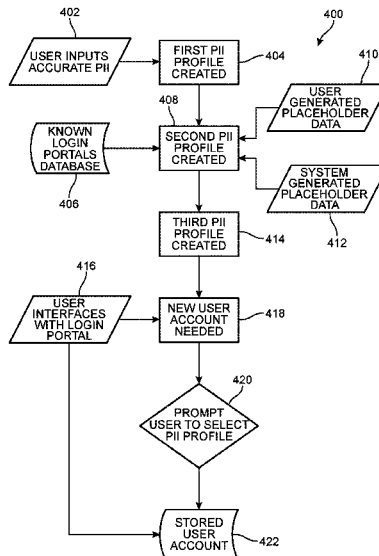 402
400
USER INPUTS
ACCURATE PII
FIRST PII
PROFILE
CREATED
404
410
USER
GENERATED
PLACEHOLDER
DATA
408
KNOWN
LOGIN
PORTALS
DATABASE
406
SECOND PII
PROFILE
CREATED
SYSTEM
GENERATED
PLACEHOLDER
DATA
412
THIRD PII
PROFILE
CREATED
414
416
USER
INTERFACES
WITH LOGIN
PORTAL
NEW USER
ACCOUNT
NEEDED
418
420
PROMPT
USER TO SELECT
PII PROFILE
STORED
USER
ACCOUNT
422